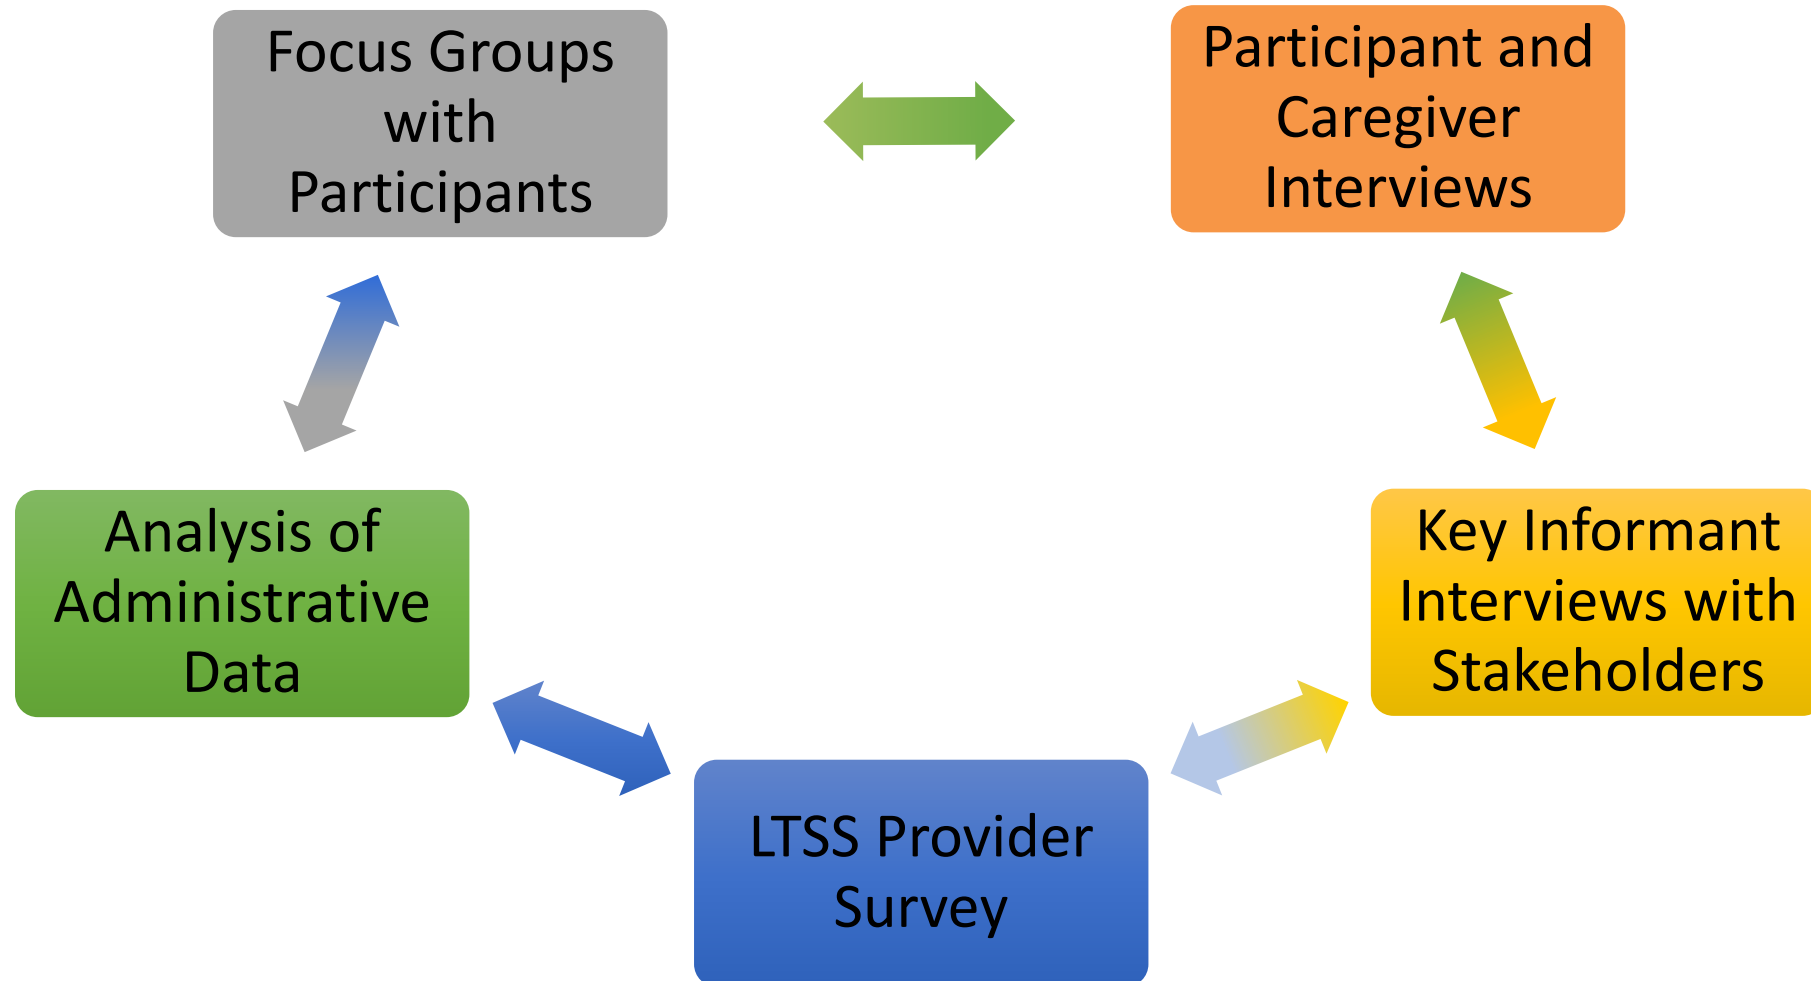 Focus Groups
with
Participants
Participant and
Caregiver
Interviews
Analysis of
Administrative
Data
Key Informant
Interviews with
Stakeholders
LTSS Provider
Survey